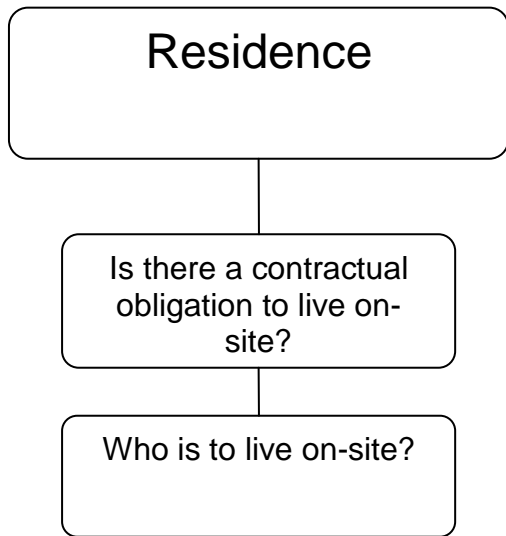 Residence
Is there a contractual
obligation to live on-
site?
Who is to live on-site?